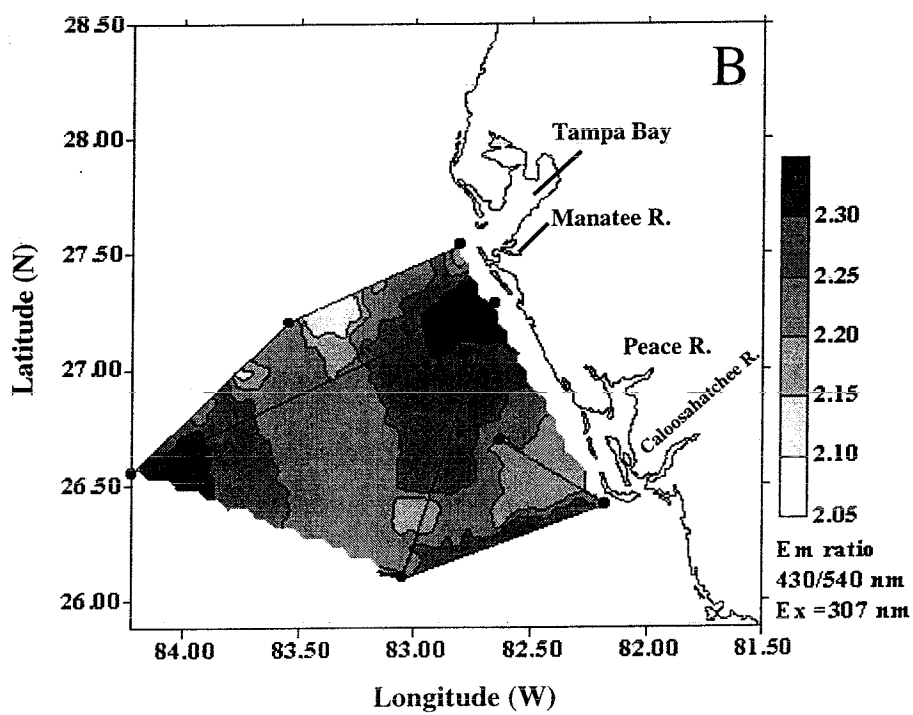 28.50
B
28.00
Tampa Bay
2.30
Manatee R.
27.50
2.25
2.20
Peace R.
27.00
Caloosahatchee R.
2.15
2.10
26.50
2.05
Em ratio
430/540 nm
26.00
Ex =307 nm
Latitude (N)
84.00 83.50 83.00 82.50 82.00 81.50
Longitude (W)